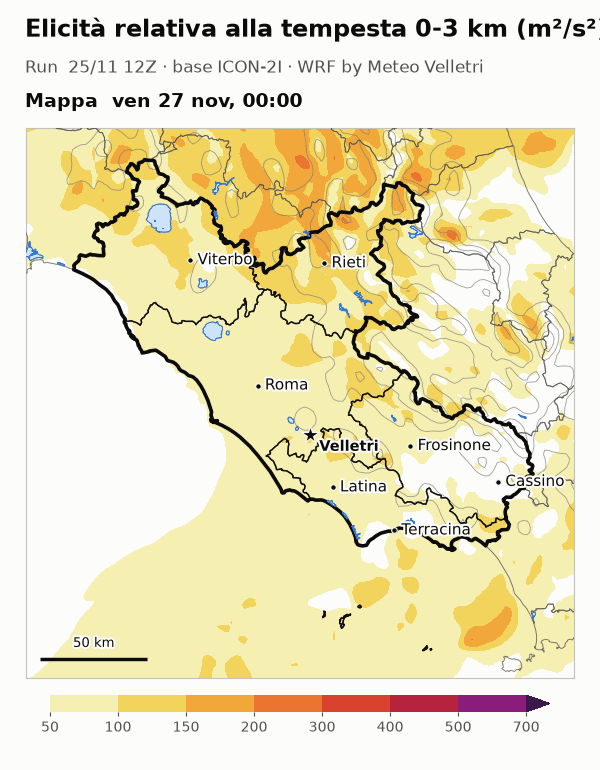 Elicità relativa alla tempesta 0-3 km (m²/s²)
Run 25/11 12Z · base ICON-2I · WRF by Meteo Velletri
Mappa ven 27 nov, 00:00
Viterbo
Rieti
Roma
Velletri
Frosinone
Cassino
Latina
Terracina
50 km
50 100 150 200 300 400 500 700